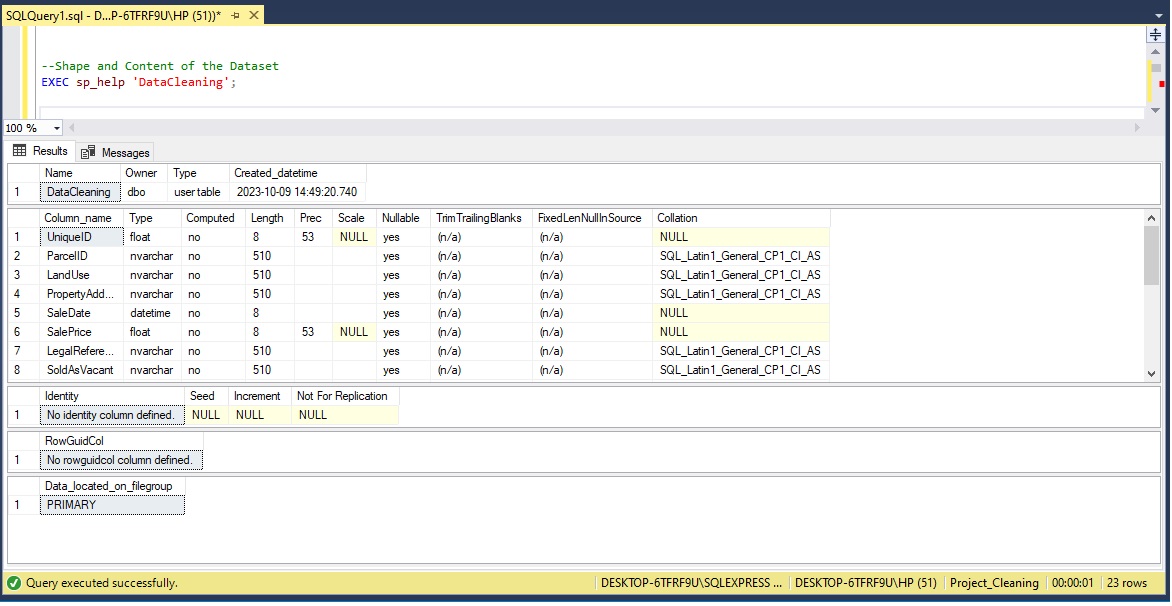 SQLQuery1.sql - D...P-6TFRF9U\HP (51))*
--Shape and Content of the Dataset
EXEC sp_help 'DataCleaning';
100 %
Results Messages
Name Owner Type Created_datetime
1 DataCleaning dbo user table 2023-10-09 14:49:20.740
Column_name Type Computed Length Prec Scale Nullable TrimTrailingBlanks FixedLenNullInSource Collation
1 UniqueID float no 8 53 NULL yes (n/a) (n/a) NULL
2 ParcelID nvarchar no 510 yes (n/a) (n/a) SQL_Latin1_General_CP1_CI_AS
3 LandUse nvarchar no 510 yes (n/a) (n/a) SQL_Latin1_General_CP1_CI_AS
4 PropertyAdd... nvarchar no 510 yes (n/a) (n/a) SQL_Latin1_General_CP1_CI_AS
5 SaleDate datetime no 8 yes (n/a) (n/a) NULL
6 SalePrice float no 8 53 NULL yes (n/a) (n/a) NULL
7 LegalRefere... nvarchar no 510 yes (n/a) (n/a) SQL_Latin1_General_CP1_CI_AS
8 SoldAsVacant nvarchar no 510 yes (n/a) (n/a) SQL_Latin1_General_CP1_CI_AS
Identity Seed Increment Not For Replication
1 No identity column defined. NULL NULL NULL
RowGuidCol
1 No rowguidcol column defined.
Data_located_on_filegroup
1 PRIMARY
Query executed successfully. DESKTOP-6TFRF9U\SQLEXPRESS ... DESKTOP-6TFRF9U\HP (51) Project_Cleaning 00:00:01 23 rows